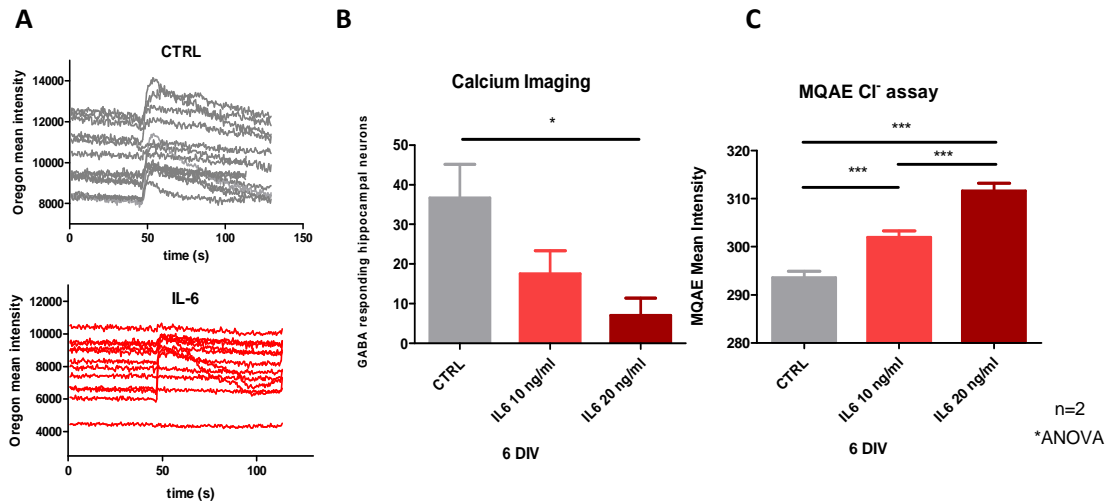 A
CTRL
Oregon mean intensity
14000
12000
10000
8000
0
50
100
150
time (s)
IL-6
Oregon mean intensity
12000
10000
8000
6000
4000
0
50
100
time (s)
B
Calcium Imaging
*
GABA responding hippocampal neurons
50
40
30
20
10
0
CTRL
IL6 10 ng/ml
IL6 20 ng/ml
6 DIV
C
MQAE Cl⁻ assay
***
***
***
MQAE Mean Intensity
320
310
300
290
280
CTRL
IL6 10 ng/ml
IL6 20 ng/ml
6 DIV
n=2
*ANOVA